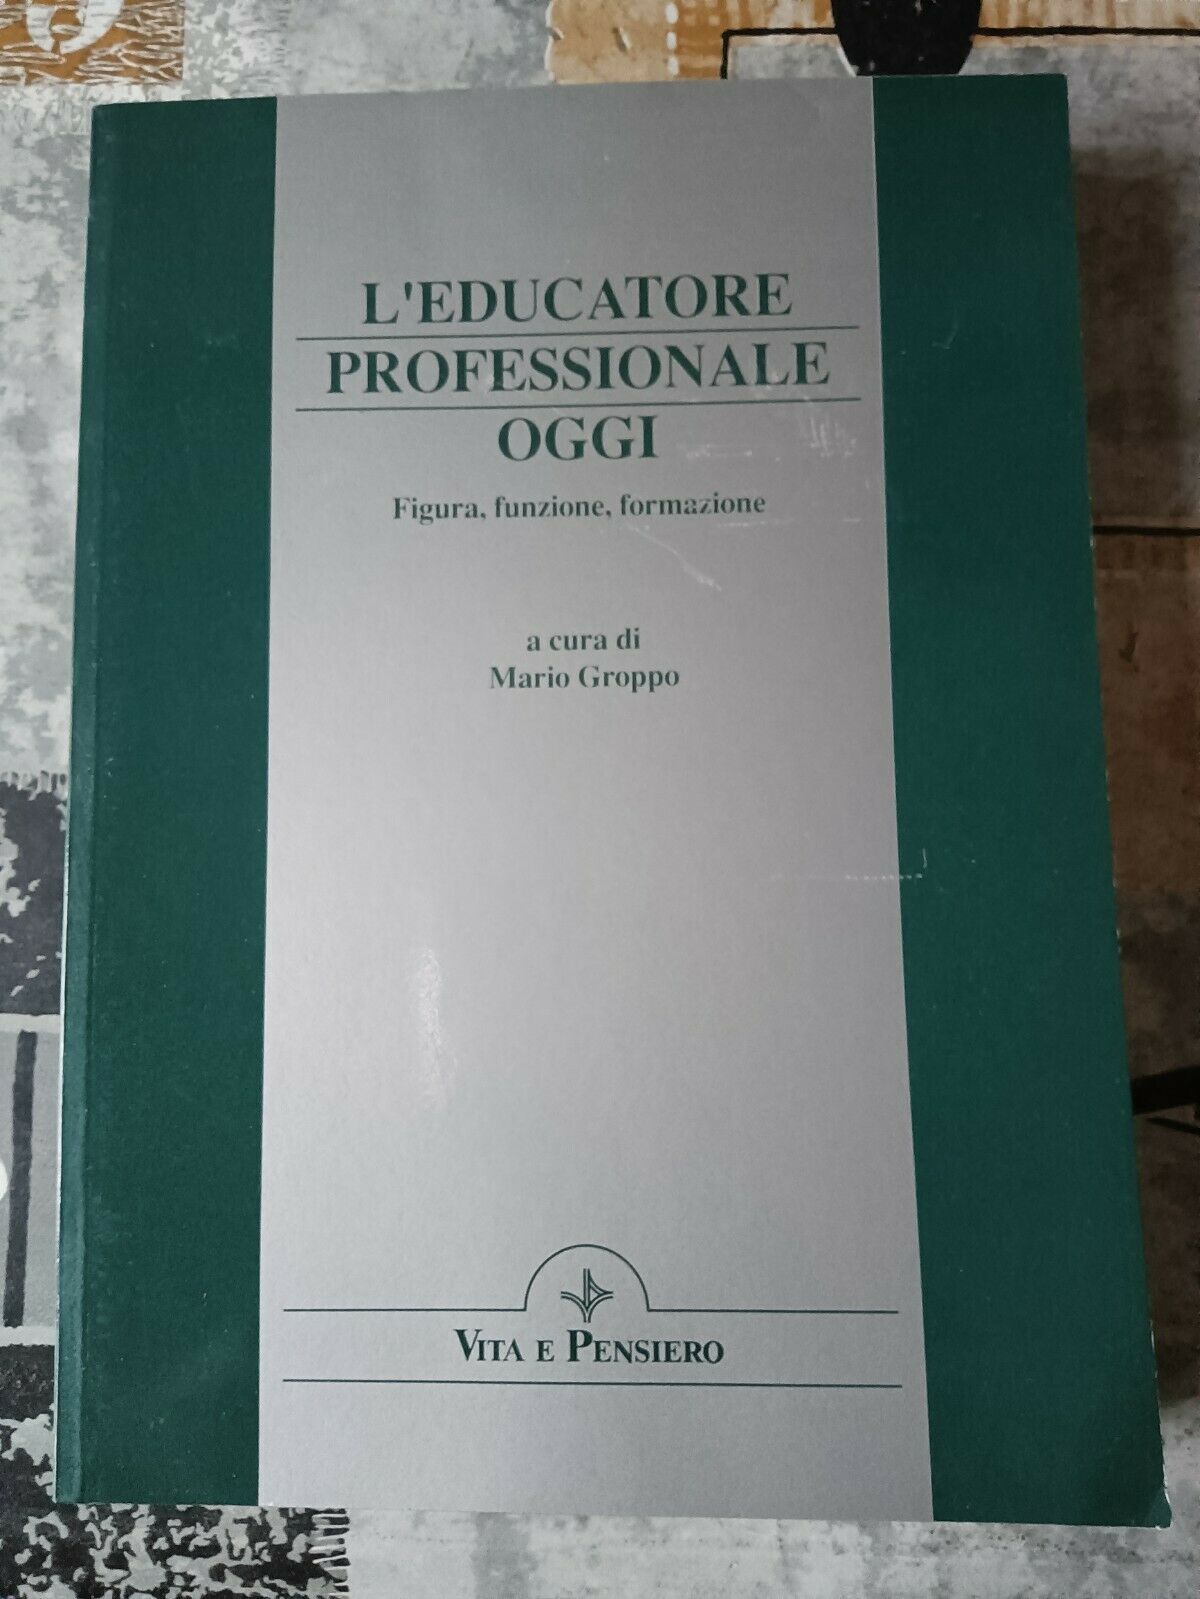 L'EDUCATORE
PROFESSIONALE
OGGI
Figura, funzione, formazione
a cura di
Mario Groppo
VITA E PENSIERO